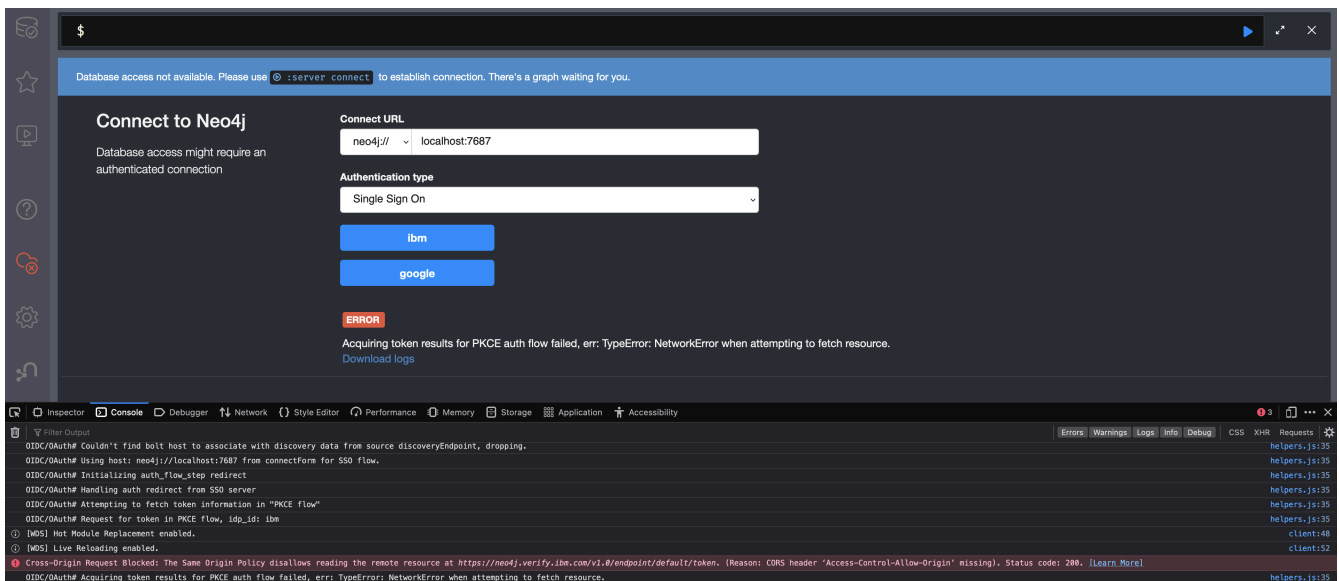 $
Database access not available. Please use :server connect to establish connection. There's a graph waiting for you.
Connect to Neo4j
Database access might require an
authenticated connection
Connect URL
neo4j://
localhost:7687
Authentication type
Single Sign On
ibm
google
ERROR
Acquiring token results for PKCE auth flow failed, err: TypeError: NetworkError when attempting to fetch resource.
Download logs
Inspector Console Debugger Network {} Style Editor Performance Memory Storage Application Accessibility 3
Filter Output Errors Warnings Logs Info Debug CSS XHR Requests
OIDC/OAuth# Couldn't find bolt host to associate with discovery data from source discoveryEndpoint, dropping. helpers.js:35
OIDC/OAuth# Using host: neo4j://localhost:7687 from connectForm for SSO flow. helpers.js:35
OIDC/OAuth# Initializing auth_flow_step redirect helpers.js:35
OIDC/OAuth# Handling auth redirect from SSO server helpers.js:35
OIDC/OAuth# Attempting to fetch token information in "PKCE flow" helpers.js:35
OIDC/OAuth# Request for token in PKCE flow, idp_id: ibm helpers.js:35
[WDS] Hot Module Replacement enabled. client:48
[WDS] Live Reloading enabled. client:52
Cross-Origin Request Blocked: The Same Origin Policy disallows reading the remote resource at https://neo4j.verify.ibm.com/v1.0/endpoint/default/token. (Reason: CORS header ‘Access-Control-Allow-Origin’ missing). Status code: 200. [Learn More]
OIDC/OAuth# Acquiring token results for PKCE auth flow failed, err: TypeError: NetworkError when attempting to fetch resource. helpers.js:35